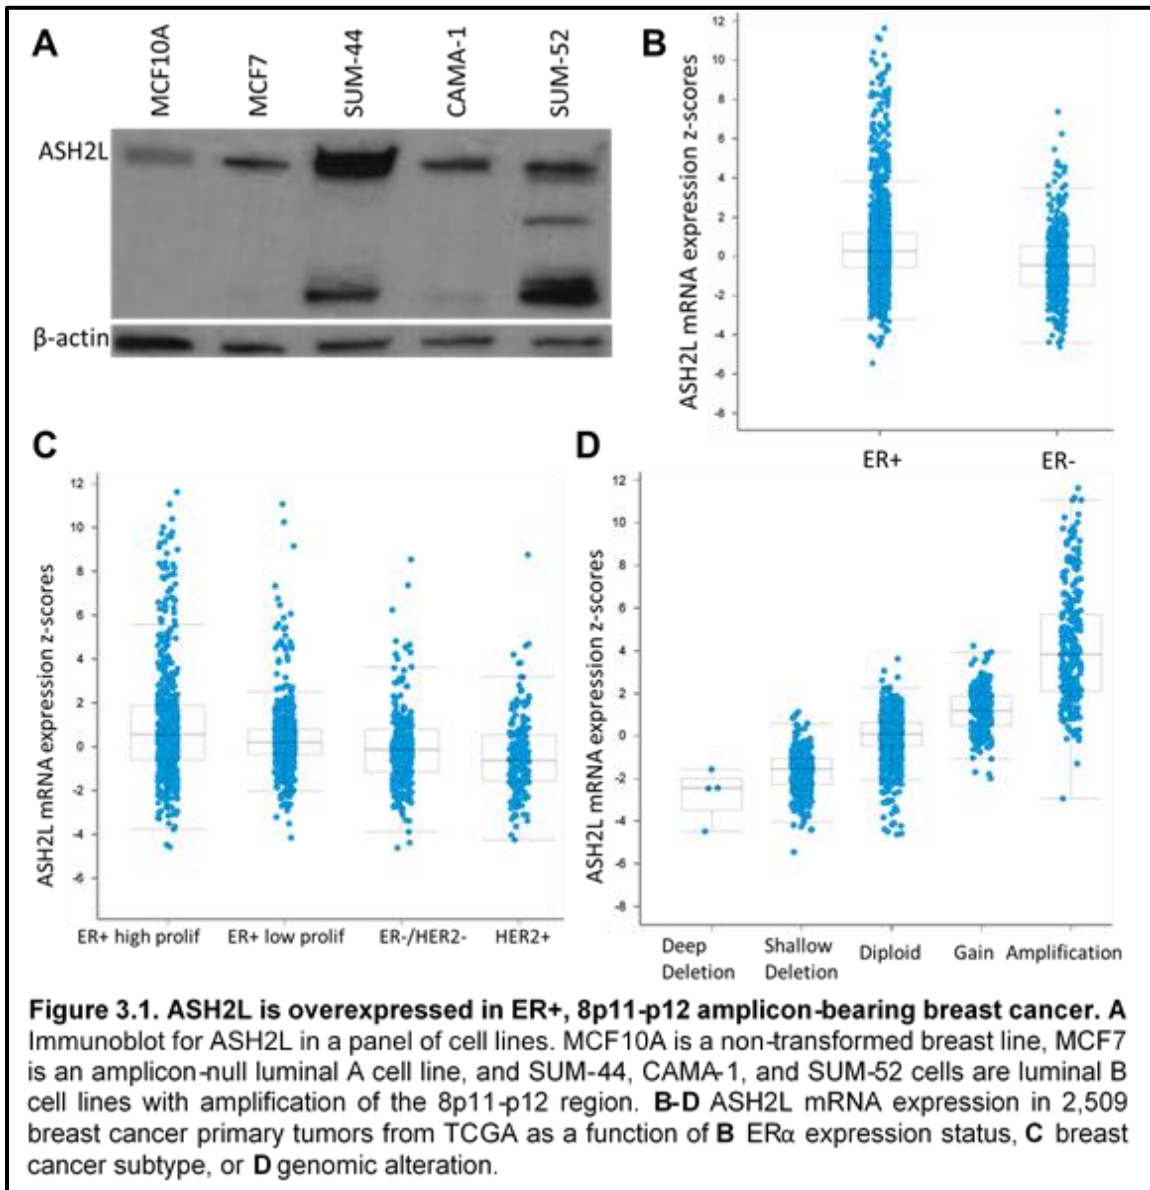 A
MCF10A
MCF7
SUM-44
CAMA-1
SUM-52
ASH2L
β-actin
B
ASH2L mRNA expression z-scores
12
10
8
6
4
2
0
-2
-4
-6
-8
ER+
ER-
C
ASH2L mRNA expression z-scores
12
10
8
6
4
2
0
-2
-4
-6
ER+ high prolif
ER+ low prolif
ER-/HER2-
HER2+
D
ASH2L mRNA expression z-scores
12
10
8
6
4
2
0
-2
-4
-6
-8
Deep
Deletion
Shallow
Deletion
Diploid
Gain
Amplification
Figure 3.1. ASH2L is overexpressed in ER+, 8p11-p12 amplicon-bearing breast cancer. A
Immunoblot for ASH2L in a panel of cell lines. MCF10A is a non-transformed breast line, MCF7
is an amplicon-null luminal A cell line, and SUM-44, CAMA-1, and SUM-52 cells are luminal B
cell lines with amplification of the 8p11-p12 region. B-D ASH2L mRNA expression in 2,509
breast cancer primary tumors from TCGA as a function of B ERα expression status, C breast
cancer subtype, or D genomic alteration.